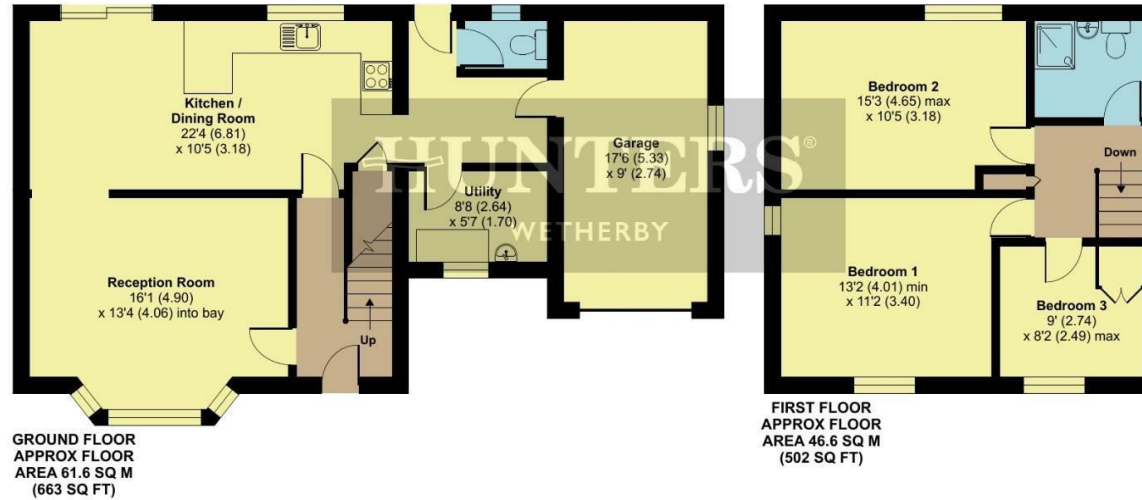 Kitchen /
Dining Room
22'4 (6.81)
x 10'5 (3.18)
Garage
17'6 (5.33)
x 9' (2.74)
Utility
8'8 (2.64)
x 5'7 (1.70)
Reception Room
16'1 (4.90)
x 13'4 (4.06) into bay
Up
HUNTERS®
WETHERBY
GROUND FLOOR
APPROX FLOOR
AREA 61.6 SQ M
(663 SQ FT)
Bedroom 2
15'3 (4.65) max
x 10'5 (3.18)
Down
Bedroom 1
13'2 (4.01) min
x 11'2 (3.40)
Bedroom 3
9' (2.74)
x 8'2 (2.49) max
FIRST FLOOR
APPROX FLOOR
AREA 46.6 SQ M
(502 SQ FT)